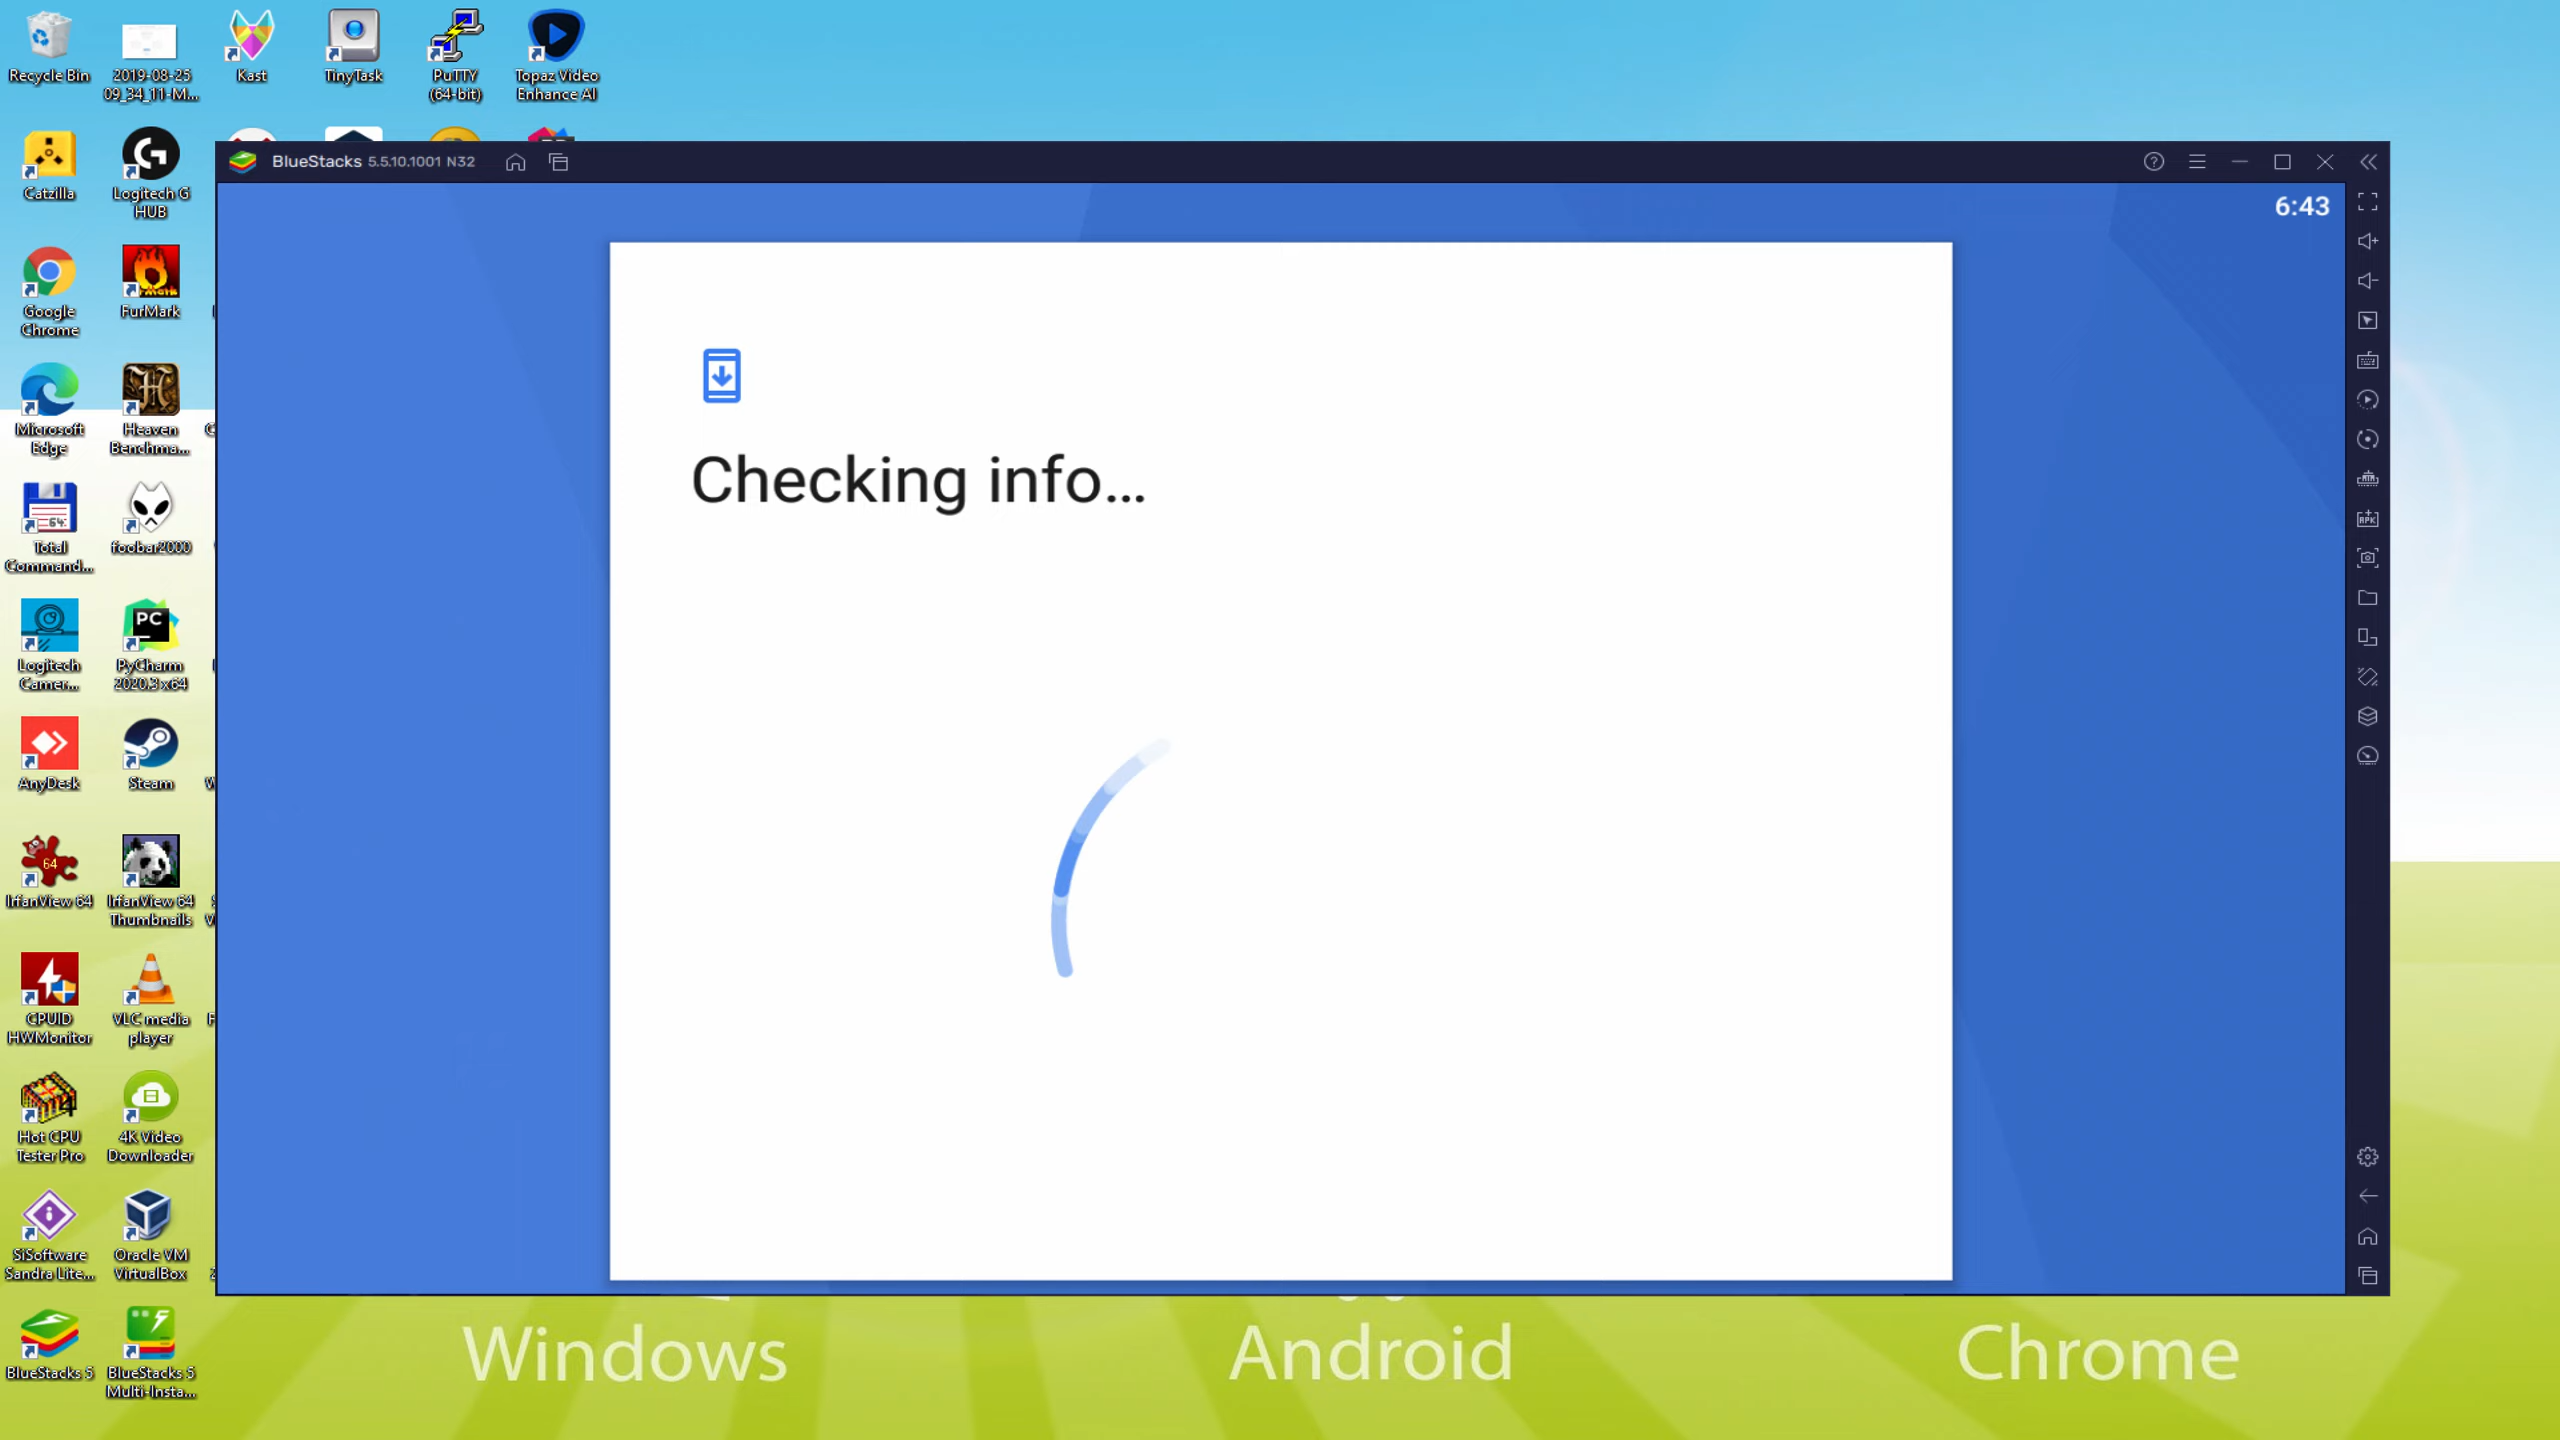 Recycle Bin
2019-08-25
09_34_11-M...
Kast
TinyTask
PuTTY
(64-bit)
Topaz Video
Enhance AI
Catzilla
Logitech G
HUB
BlueStacks 5.5.10.1001 N32
6:43
Google
Chrome
FurMark
Checking info...
Microsoft
Edge
Heaven
Benchma...
Total
Command...
foobar2000
Logitech
Camer...
PC
PyCharm
2020.3 x64
AnyDesk
Steam
64
IrfanView 64
IrfanView 64
Thumbnails
CPUID
HWMonitor
VLC media
player
Hot CPU
Tester Pro
4K Video
Downloader
SiSoftware
Sandra Lite...
Oracle VM
VirtualBox
BlueStacks 5
BlueStacks 5
Multi-Insta...
Windows
Android
Chrome